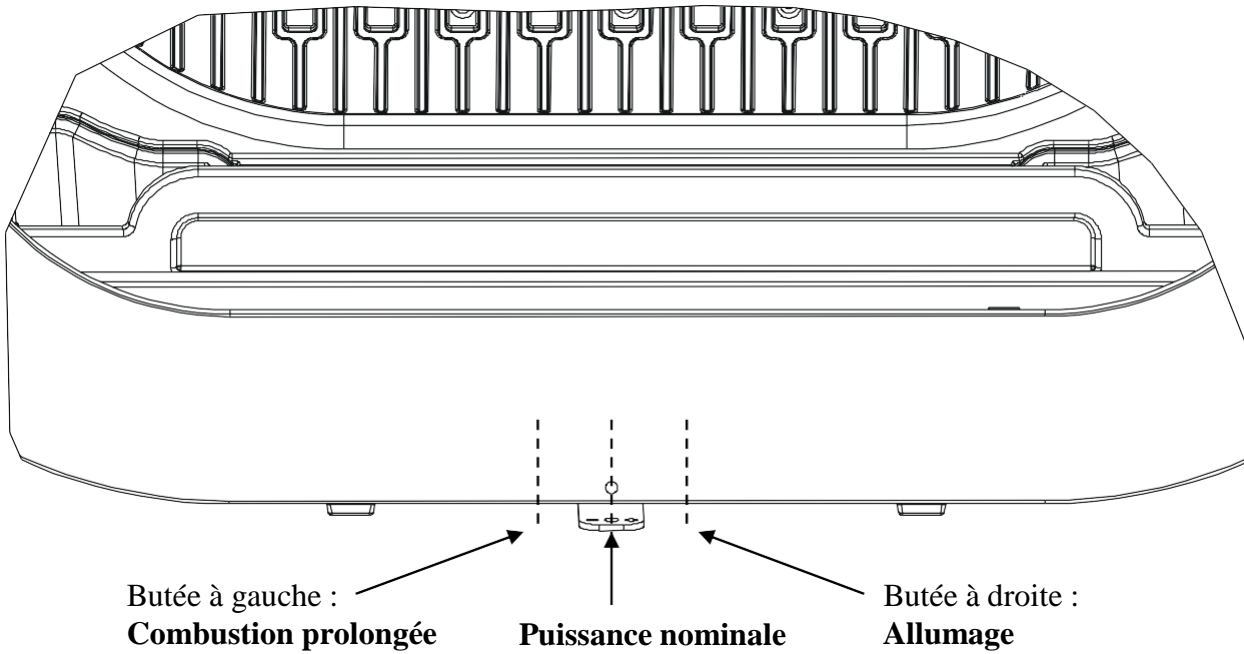 Butée à gauche :
Combustion prolongée
Puissance nominale
Butée à droite :
Allumage